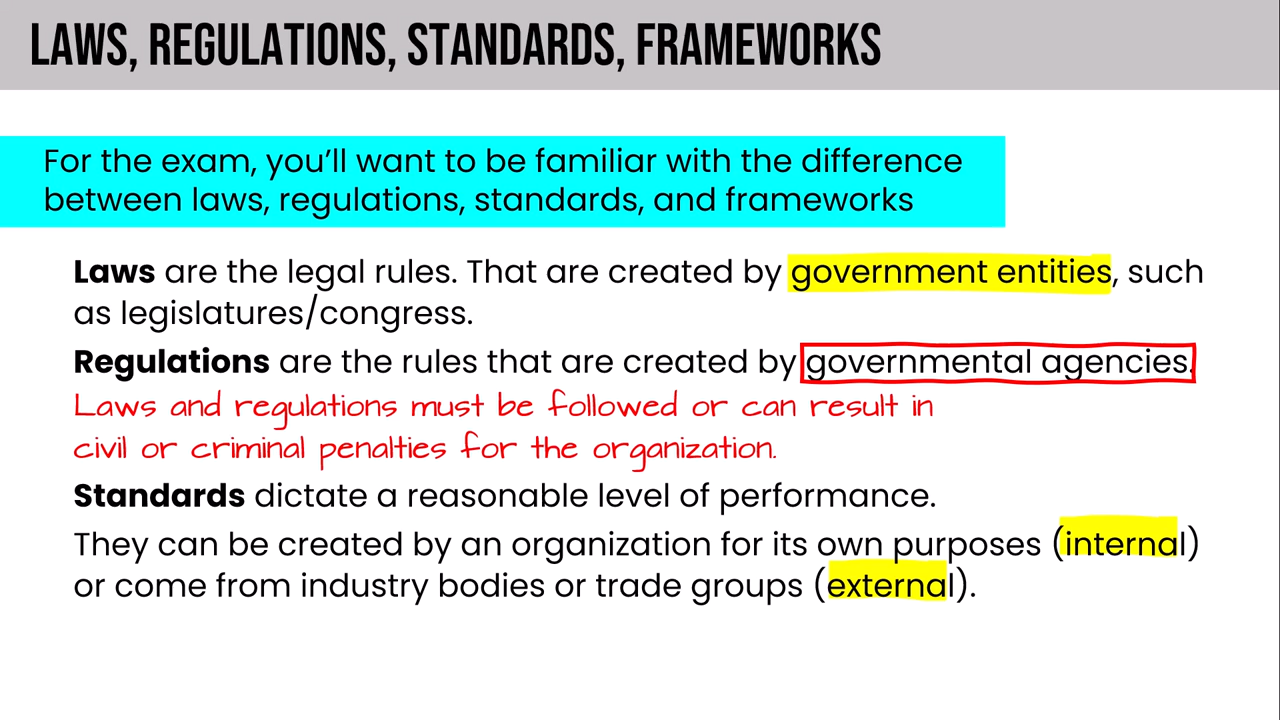 LAWS, REGULATIONS, STANDARDS, FRAMEWORKS
For the exam, you’ll want to be familiar with the difference
between laws, regulations, standards, and frameworks
Laws are the legal rules. That are created by government entities, such
as legislatures/congress.
Regulations are the rules that are created by governmental agencies.
Laws and regulations must be followed or can result in
civil or criminal penalties for the organization.
Standards dictate a reasonable level of performance.
They can be created by an organization for its own purposes (internal)
or come from industry bodies or trade groups (external).